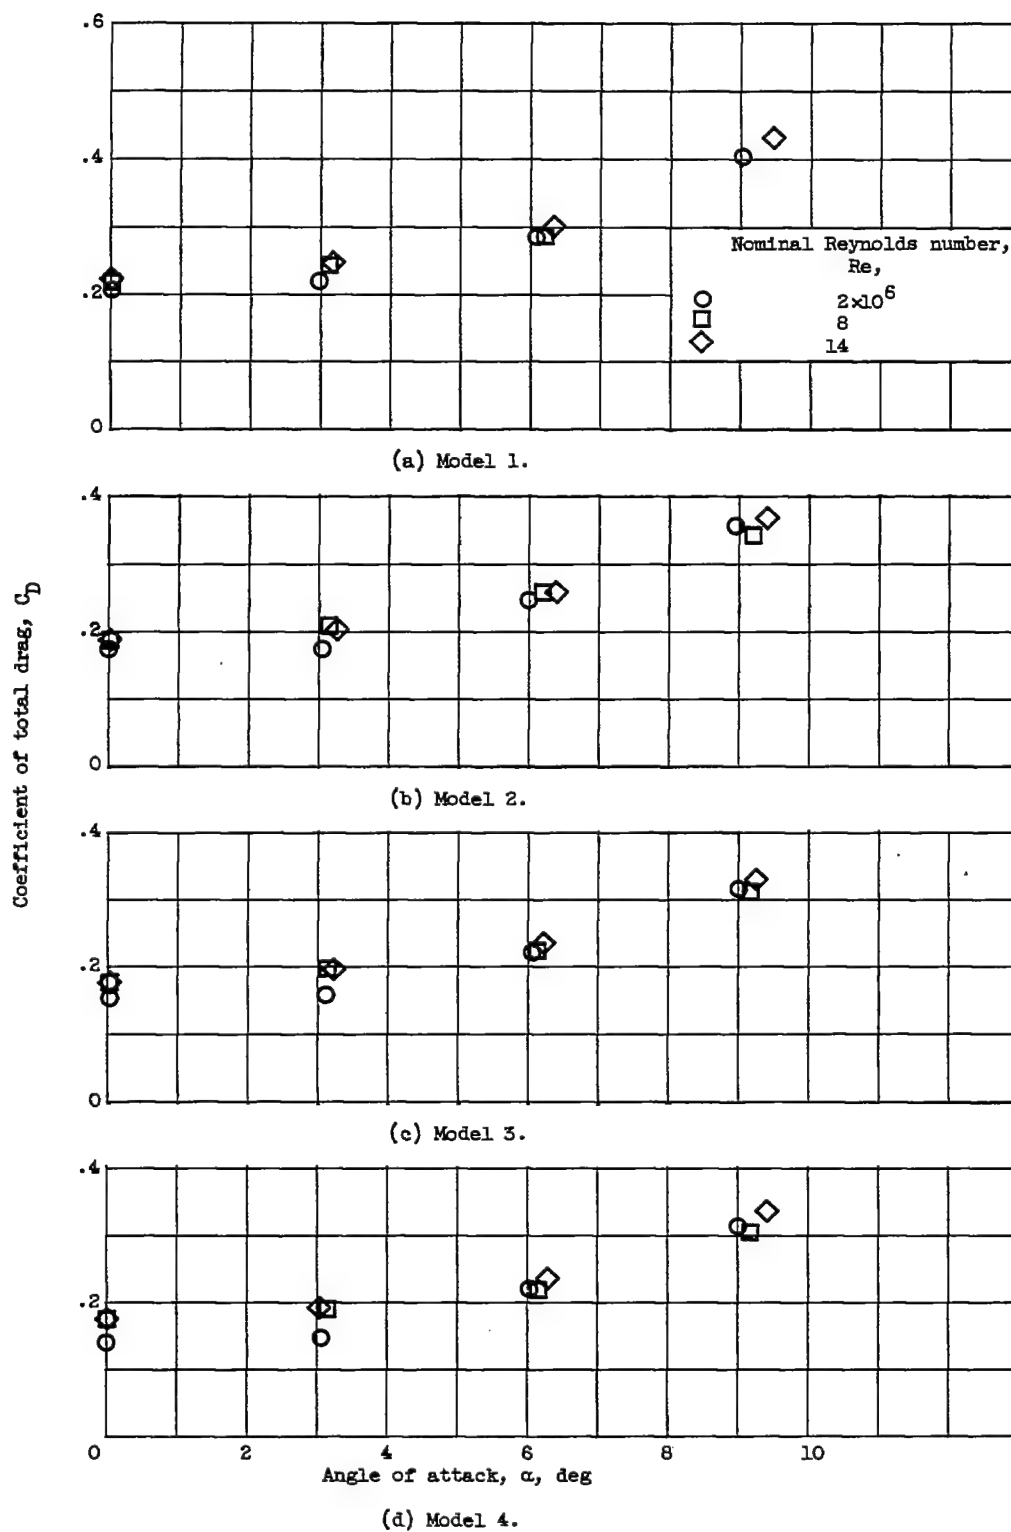 .6
.4
.2
0
Nominal Reynolds number,
Re,
2×10⁶
8
14
(a) Model 1.
.4
.2
0
(b) Model 2.
Coefficient of total drag, C_D
.4
.2
0
(c) Model 3.
.4
.2
0 2 4 6 8 10
Angle of attack, α, deg
(d) Model 4.